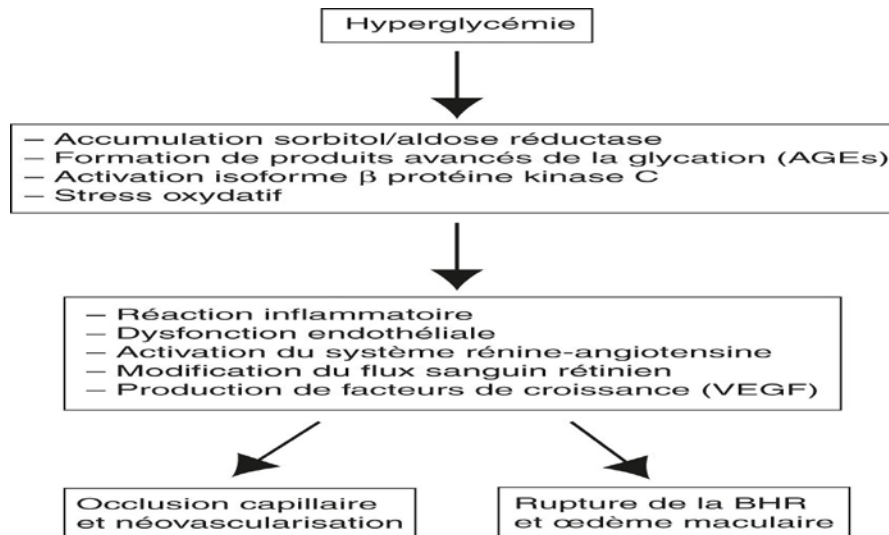 Hyperglycémie
– Accumulation sorbitol/aldose réductase
– Formation de produits avancés de la glycation (AGEs)
– Activation isoforme β protéine kinase C
– Stress oxydatif
– Réaction inflammatoire
– Dysfonction endothéliale
– Activation du système rénine-angiotensine
– Modification du flux sanguin rétinien
– Production de facteurs de croissance (VEGF)
Occlusion capillaire
et néovascularisation
Rupture de la BHR
et œdème maculaire